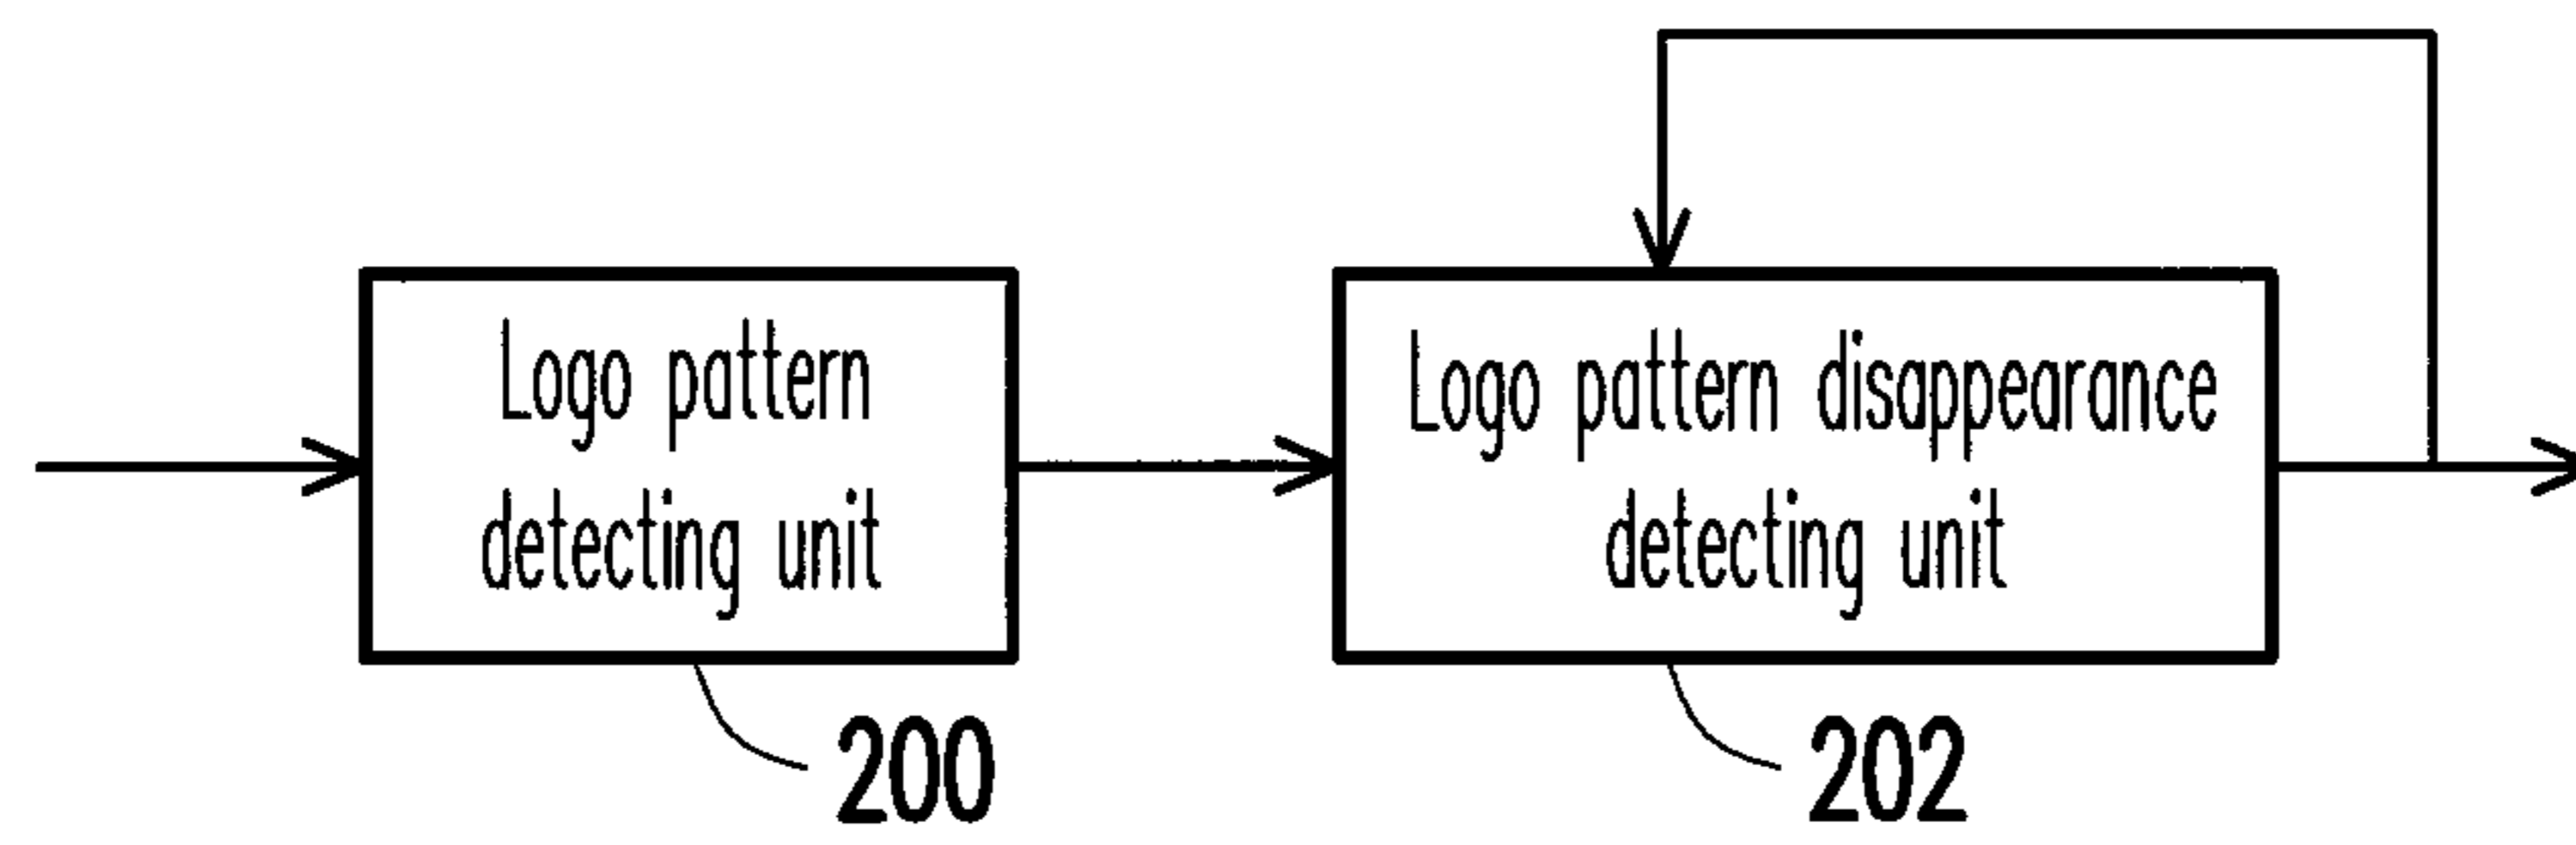 Logo pattern
detecting unit
200
Logo pattern disappearance
detecting unit
202